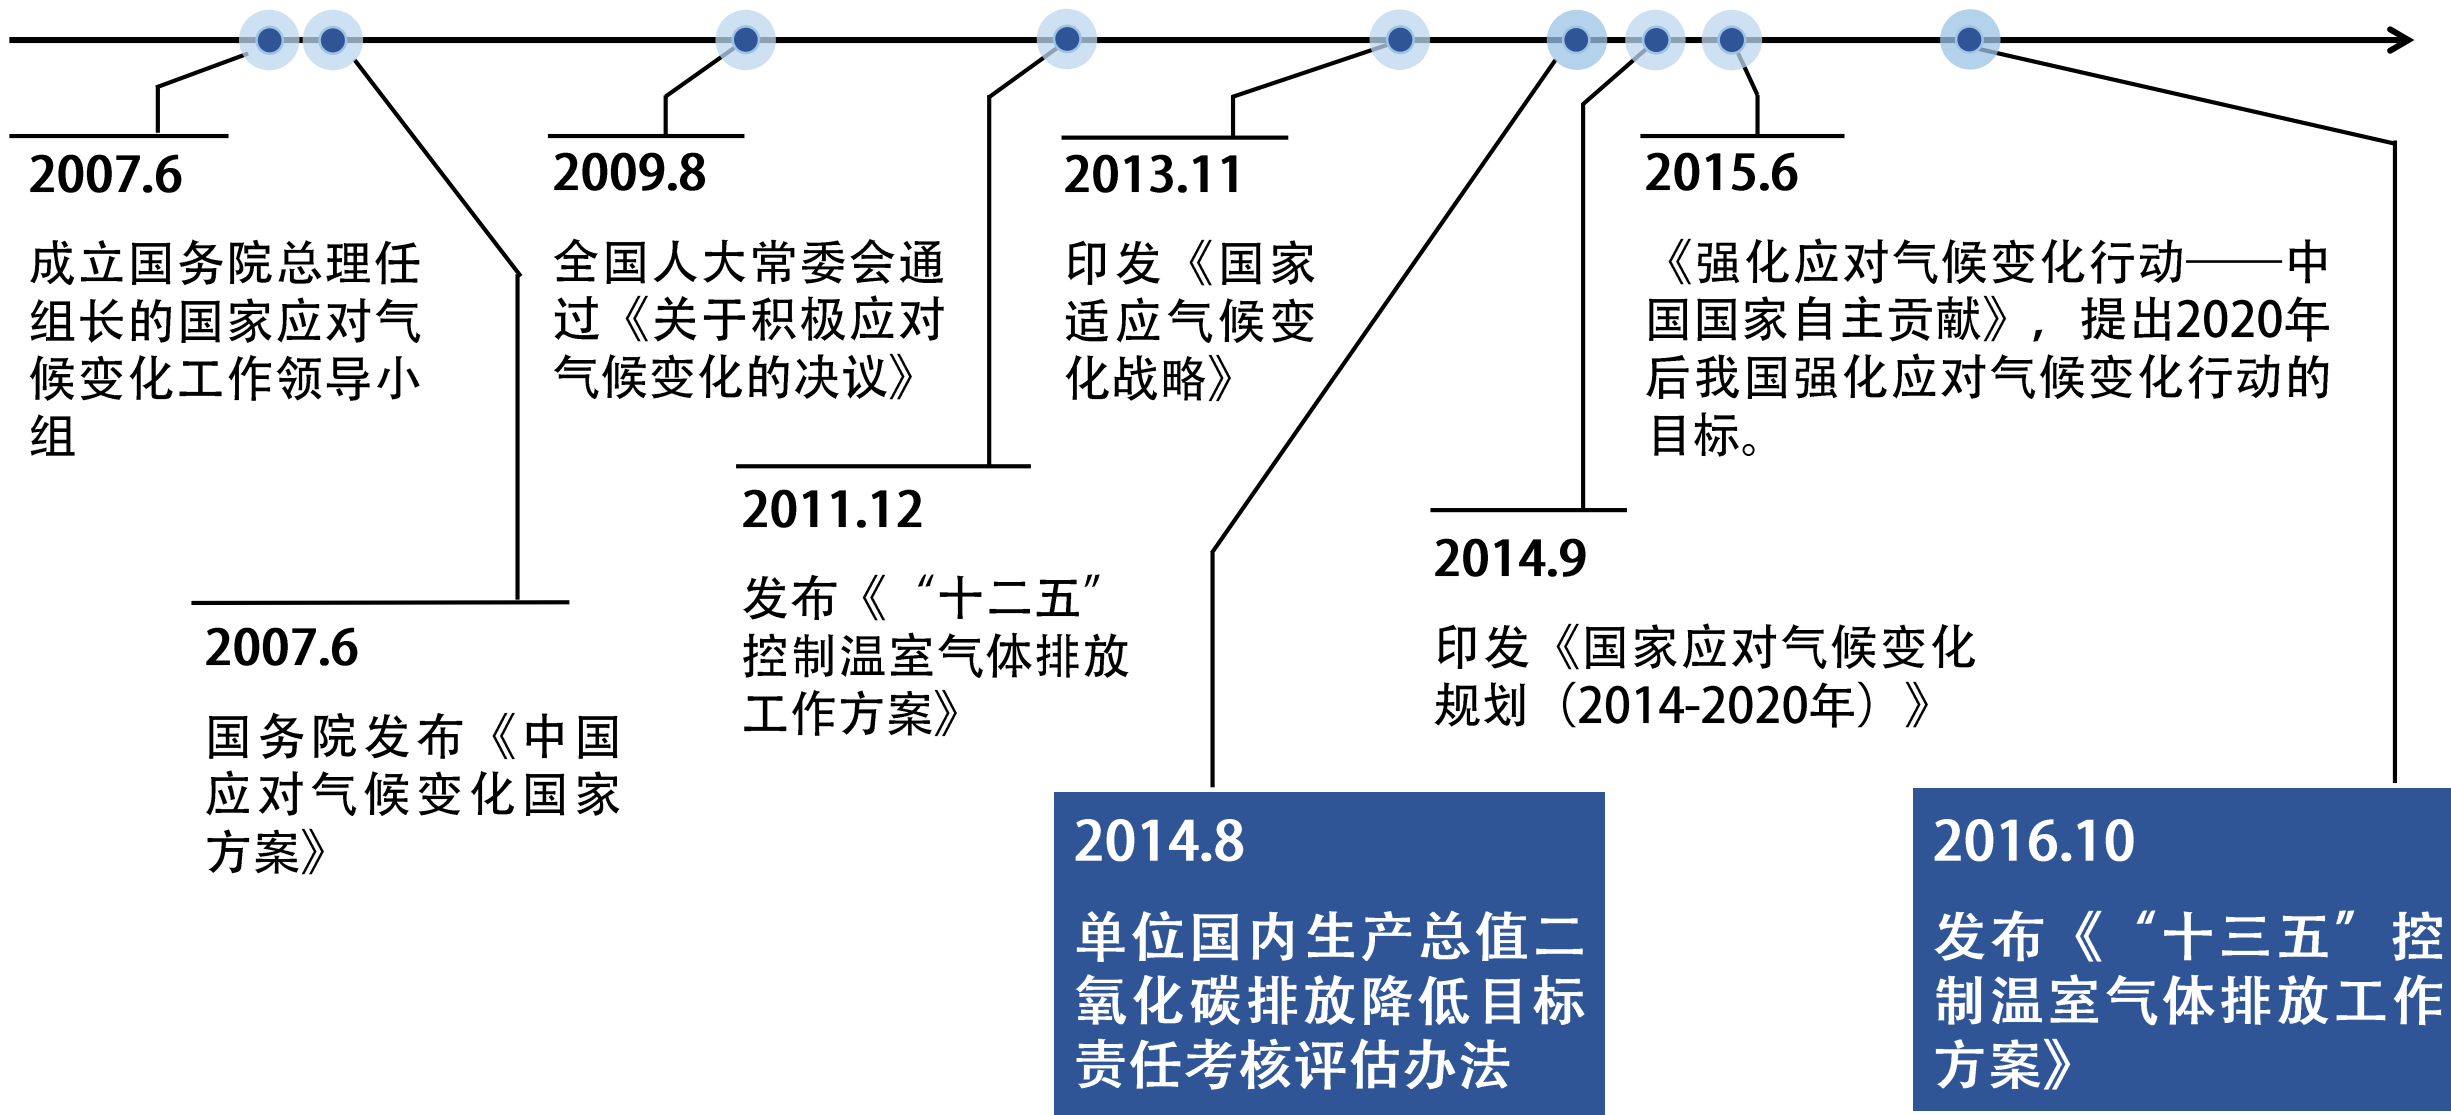 2007.6
成立国务院总理任
组长的国家应对气
候变化工作领导小
组
2007.6
国务院发布《中国
应对气候变化国家
方案》
2009.8
全国人大常委会通
过《关于积极应对
气候变化的决议》
2011.12
发布《“十二五”
控制温室气体排放
工作方案》
2013.11
印发《国家
适应气候变
化战略》
2014.8
单位国内生产总值二
氧化碳排放降低目标
责任考核评估办法
2014.9
印发《国家应对气候变化
规划（2014-2020年）》
2015.6
《强化应对气候变化行动——中
国国家自主贡献》，提出2020年
后我国强化应对气候变化行动的
目标。
2016.10
发布《“十三五”控
制温室气体排放工作
方案》